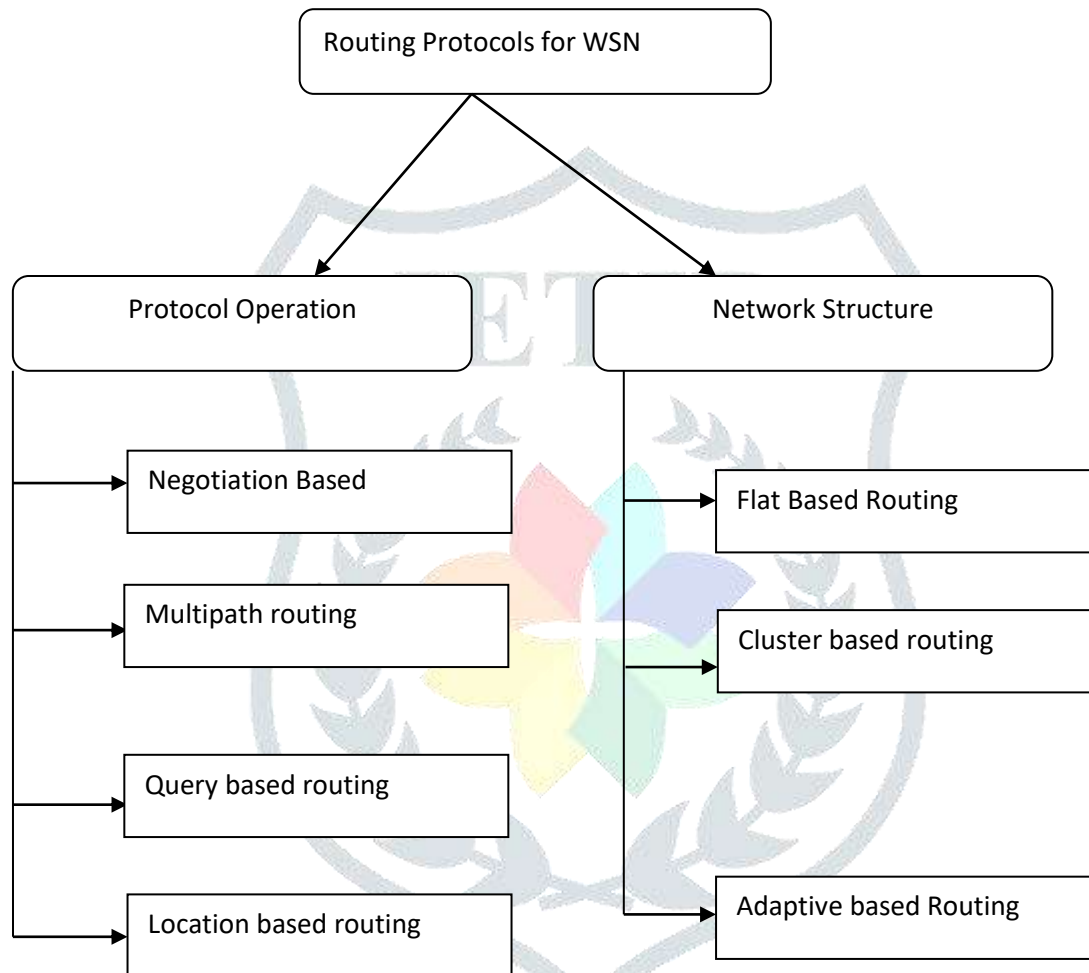 Routing Protocols for WSN
Protocol Operation
Network Structure
Negotiation Based
Flat Based Routing
Multipath routing
Cluster based routing
Query based routing
Location based routing
Adaptive based Routing